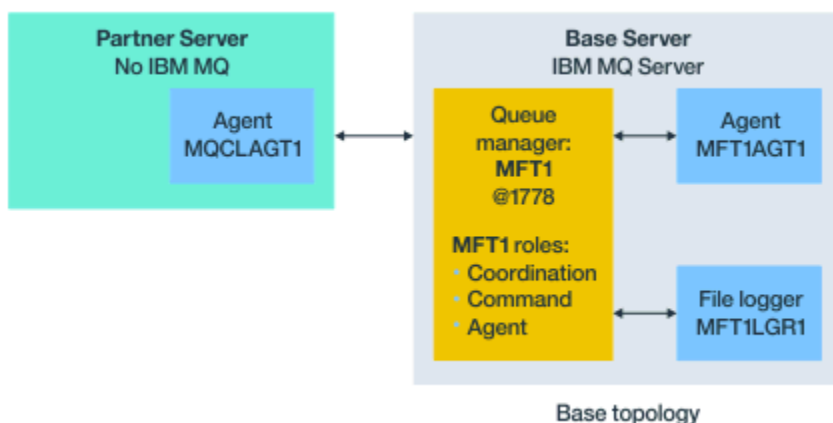 Partner Server
No IBM MQ
Agent
MQCLAGT1
Base Server
IBM MQ Server
Queue
manager:
MFT1
@1778
MFT1 roles:
• Coordination
• Command
• Agent
Agent
MFT1AGT1
File logger
MFT1LGR1
Base topology